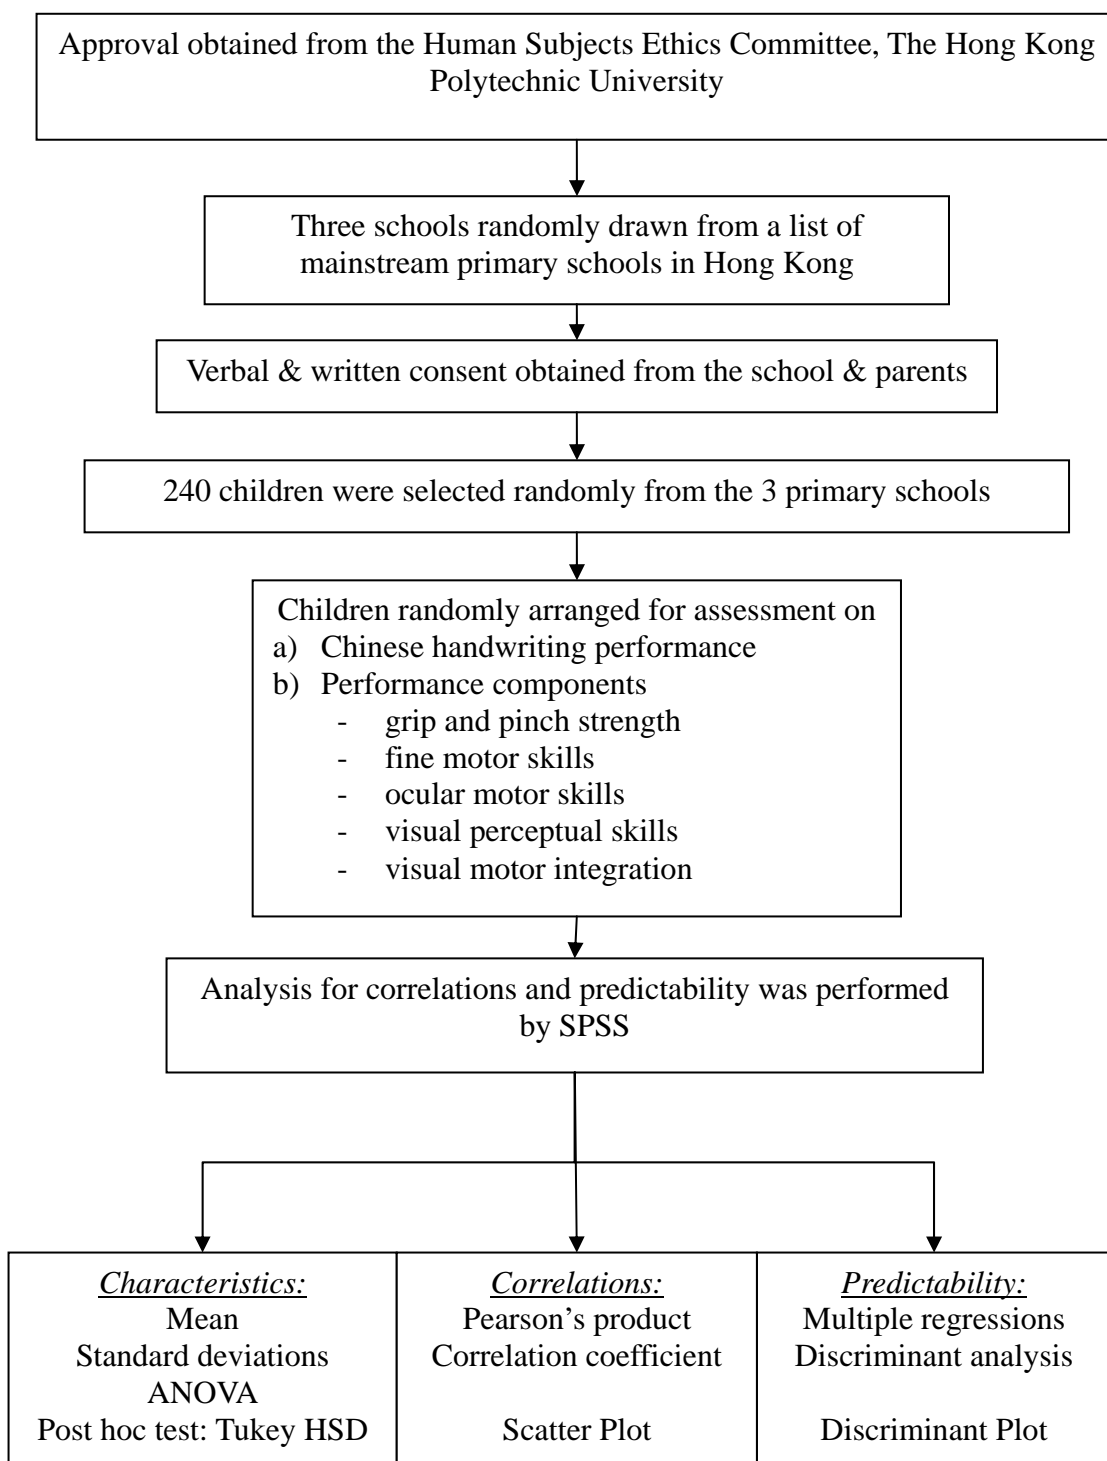 Approval obtained from the Human Subjects Ethics Committee, The Hong Kong
Polytechnic University
Three schools randomly drawn from a list of
mainstream primary schools in Hong Kong
Verbal & written consent obtained from the school & parents
240 children were selected randomly from the 3 primary schools
Children randomly arranged for assessment on
a) Chinese handwriting performance
b) Performance components
- grip and pinch strength
- fine motor skills
- ocular motor skills
- visual perceptual skills
- visual motor integration
Analysis for correlations and predictability was performed
by SPSS
Characteristics:
Mean
Standard deviations
ANOVA
Post hoc test: Tukey HSD
Correlations:
Pearson's product
Correlation coefficient
Scatter Plot
Predictability:
Multiple regressions
Discriminant analysis
Discriminant Plot